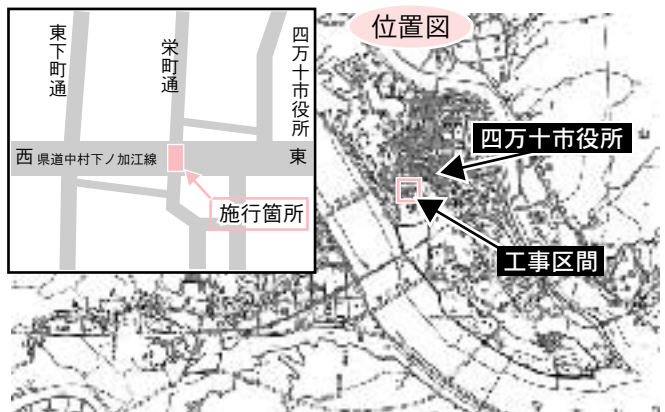 位置図
東下町通
栄町通
四万十市役所
西
県道中村下ノ加江線
東
施行箇所
四万十市役所
工事区間